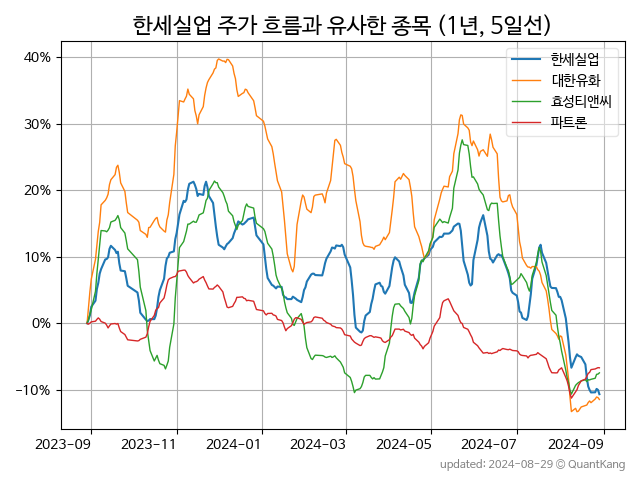 한세실업 주가 흐름과 유사한 종목 (1년, 5일선)
한세실업
대한유화
효성티앤씨
파트론
40%
30%
20%
10%
0%
−10%
2023-09 2023-11 2024-01 2024-03 2024-05 2024-07 2024-09
updated: 2024-08-29 © QuantKang